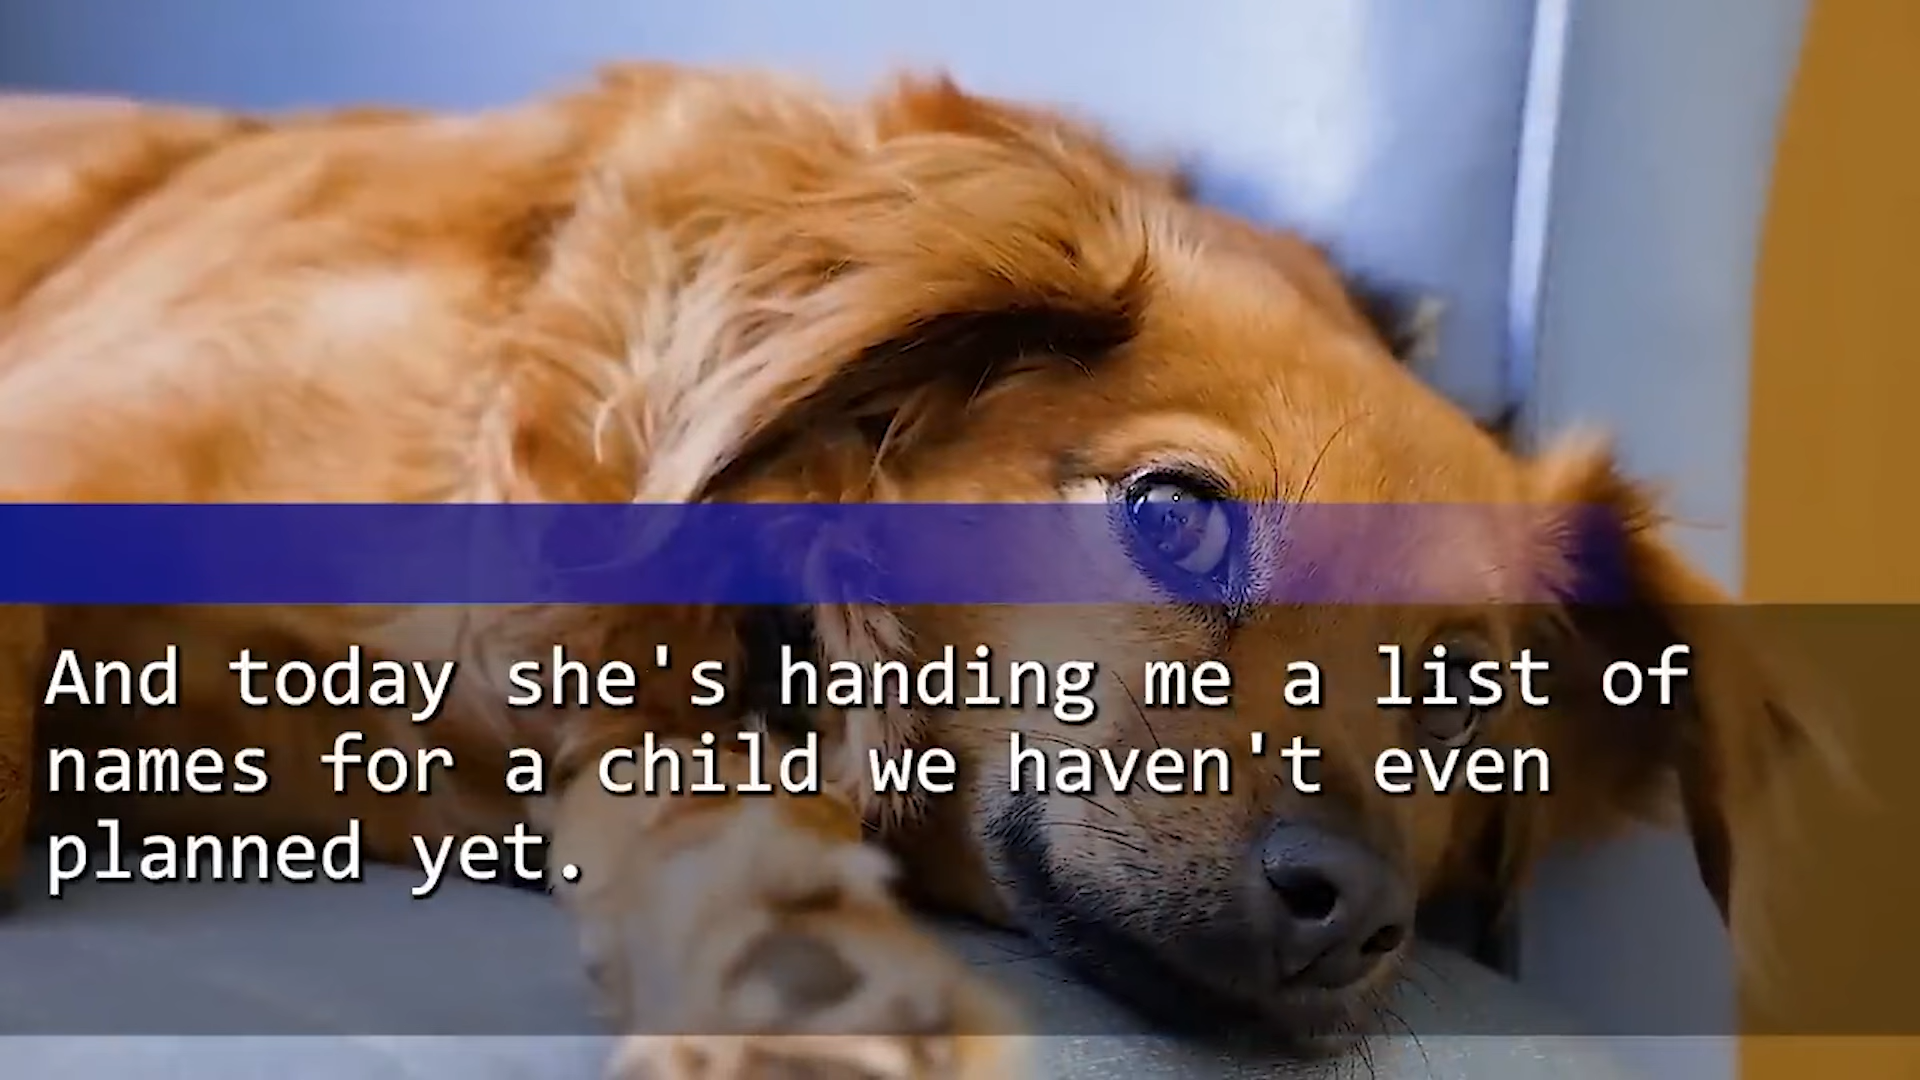 And today she's handing me a list of
names for a child we haven't even
planned yet.